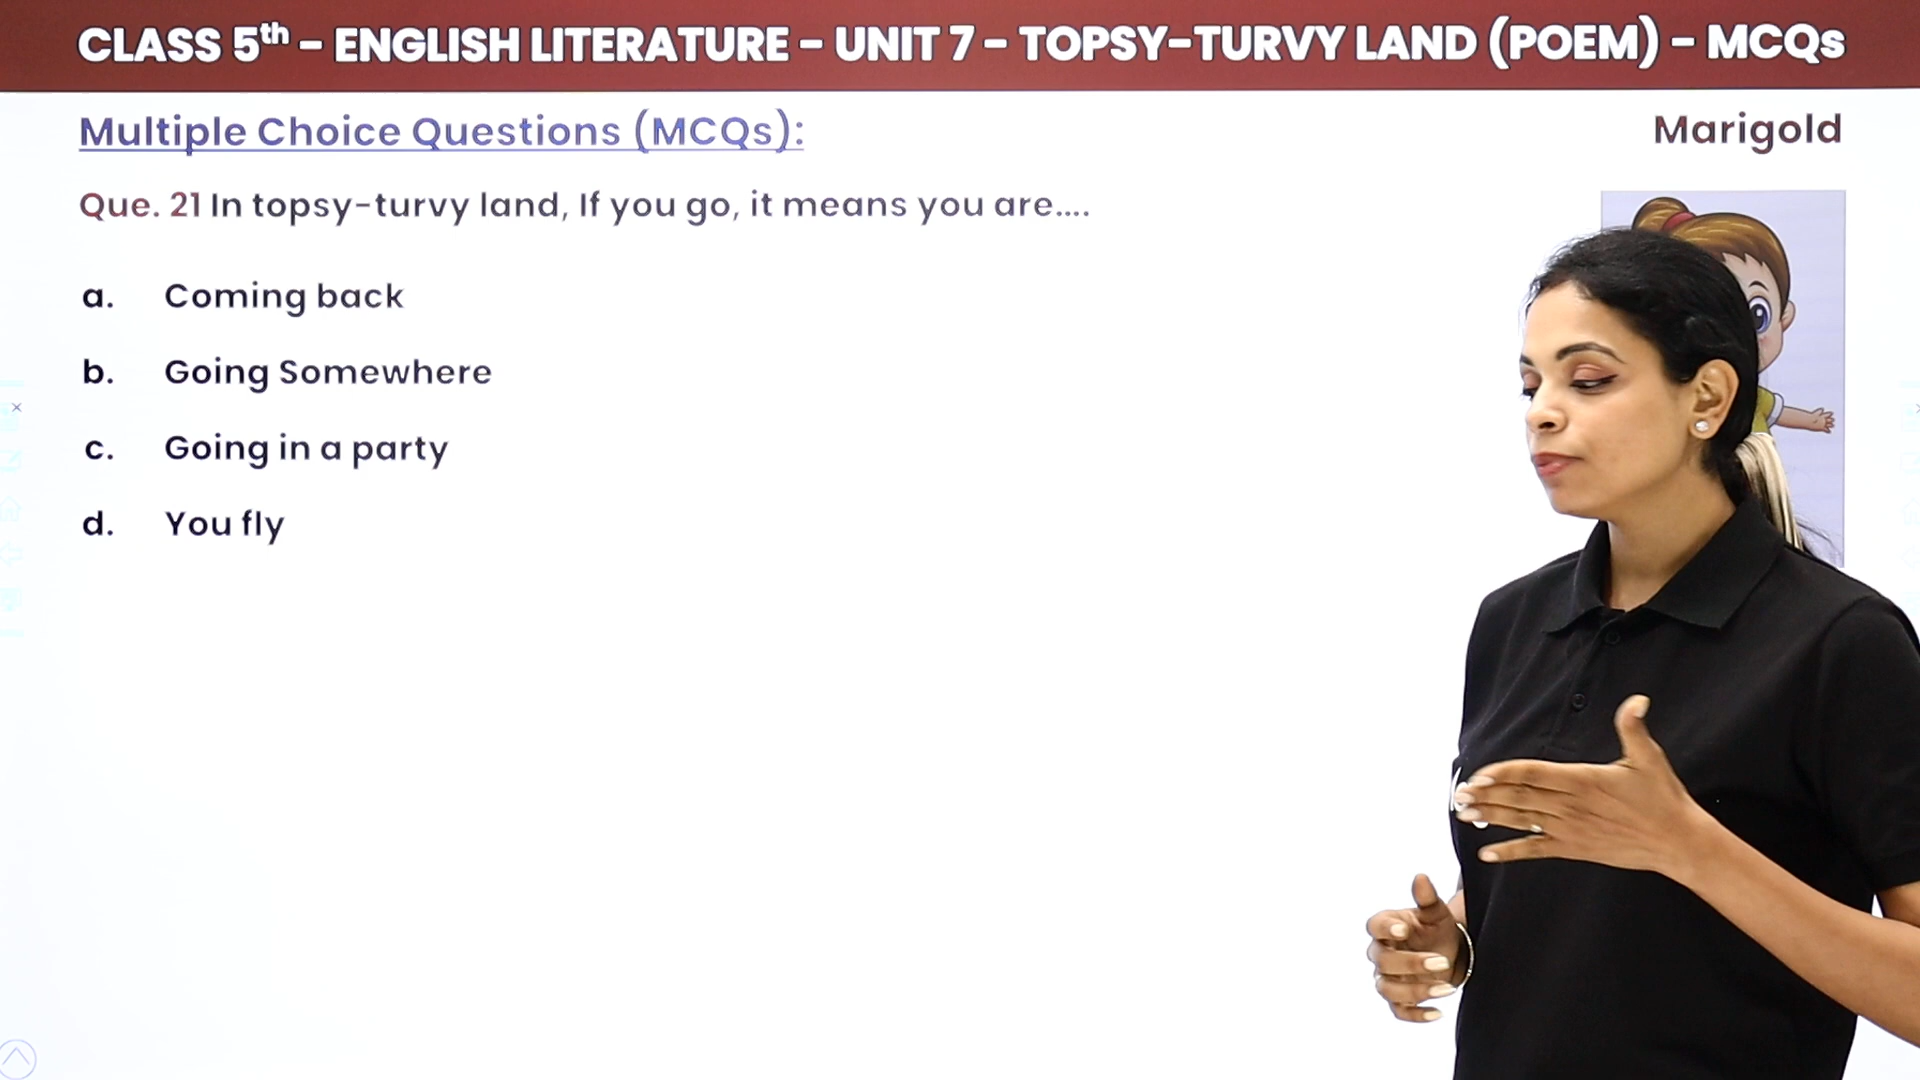 CLASS 5th - ENGLISH LITERATURE - UNIT 7 - TOPSY-TURVY LAND (POEM) - MCQs
Multiple Choice Questions (MCQs):
Marigold
Que. 21 In topsy-turvy land, If you go, it means you are....
a. Coming back
b. Going Somewhere
c. Going in a party
d. You fly